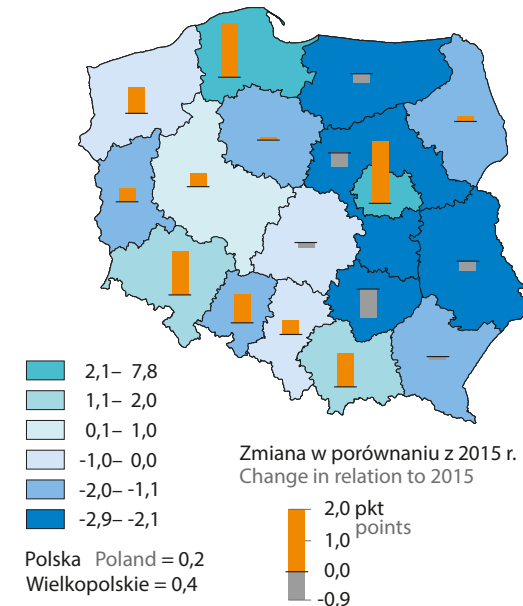 2,1– 7,8
1,1– 2,0
0,1– 1,0
-1,0– 0,0
-2,0– -1,1
-2,9– -2,1
Polska Poland = 0,2
Wielkopolskie = 0,4
Zmiana w porównaniu z 2015 r.
Change in relation to 2015
2,0 pkt
points
1,0
0,0
-0,9